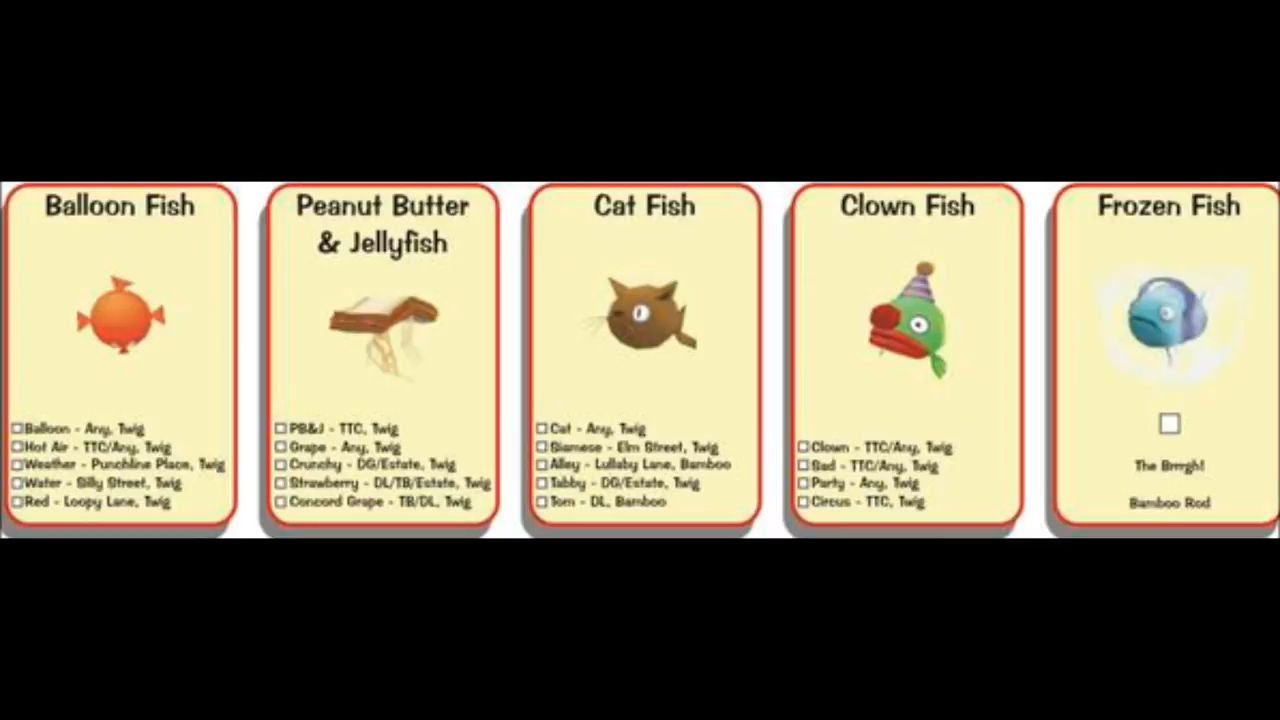 Balloon Fish
Balloon - Any, Twig
Hot Air - TTC/Any, Twig
Weather - Punchline Place, Twig
Water - Silly Street, Twig
Red - Loopy Lane, Twig
Peanut Butter
& Jellyfish
PB&J - TTC, Twig
Grape - Any, Twig
Crunchy - DG/Estate, Twig
Strawberry - DL/TB/Estate, Twig
Concord Grape - TB/DL, Twig
Cat Fish
Cat - Any, Twig
Siamese - Elm Street, Twig
Alley - Lullaby Lane, Bamboo
Tabby - DG/Estate, Twig
Tom - DL, Bamboo
Clown Fish
Clown - TTC/Any, Twig
Sad - TTC/Any, Twig
Party - Any, Twig
Circus - TTC, Twig
Frozen Fish
The Brrrgh!
Bamboo Rod